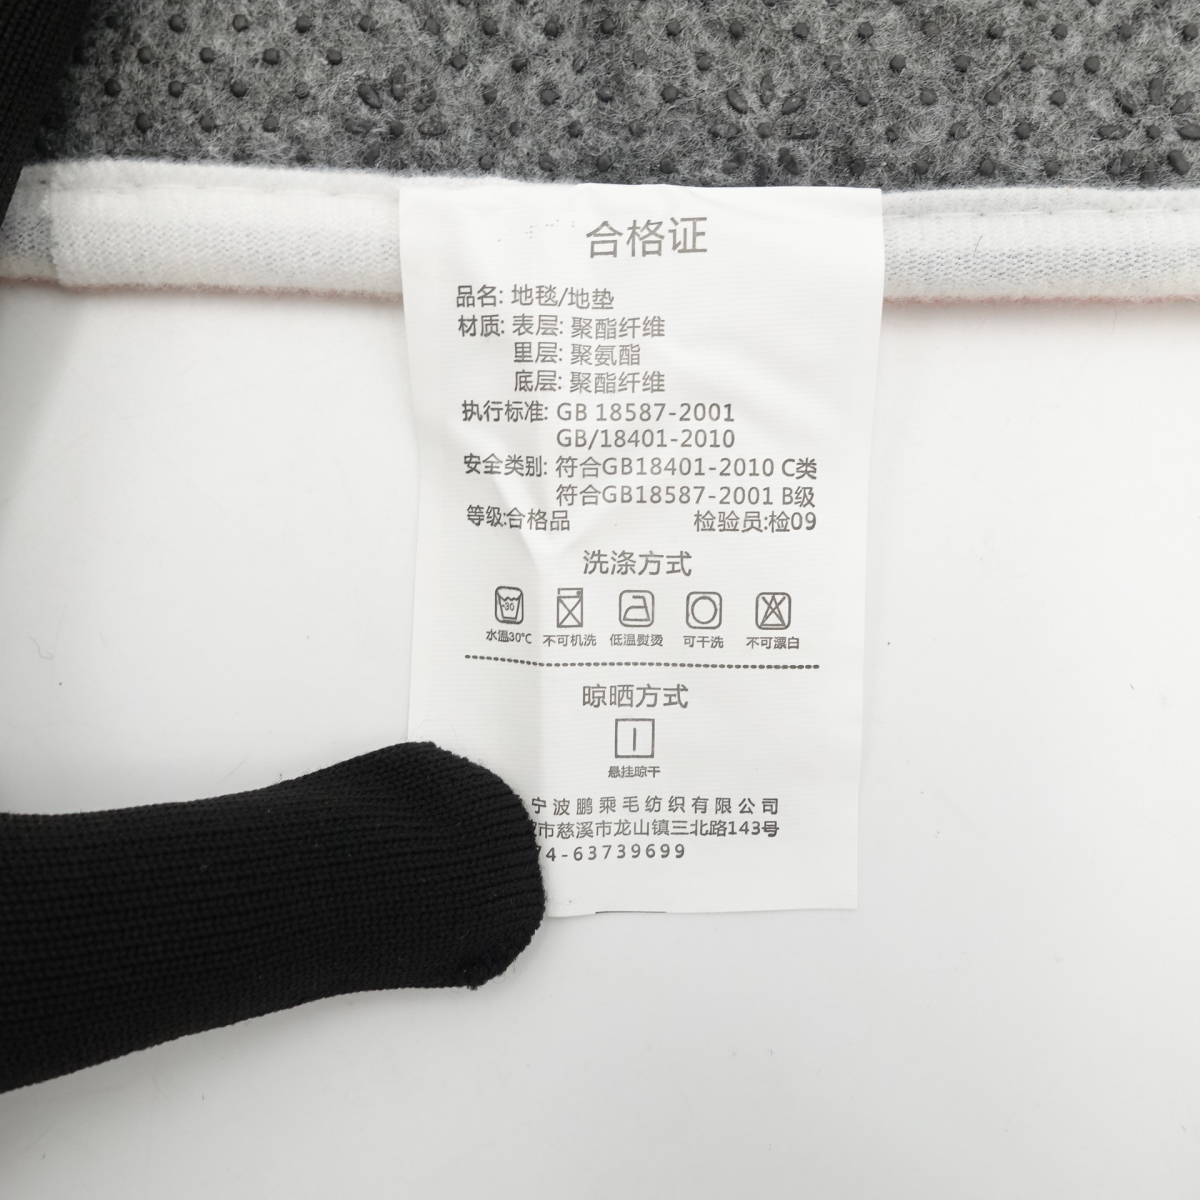 合格证
品名: 地毯/地垫
材质: 表层: 聚酯纤维
里层: 聚氨酯
底层: 聚酯纤维
执行标准: GB 18587-2001
GB/18401-2010
安全类别: 符合GB18401-2010 C类
符合GB18587-2001 B级
等级:合格品 检验员:检09
洗涤方式
30
水温30°C 不可机洗 低温熨烫 可干洗 不可漂白
晾晒方式
悬挂晾干
宁波鹏乘毛纺织有限公司
市慈溪市龙山镇三北路143号
74-63739699